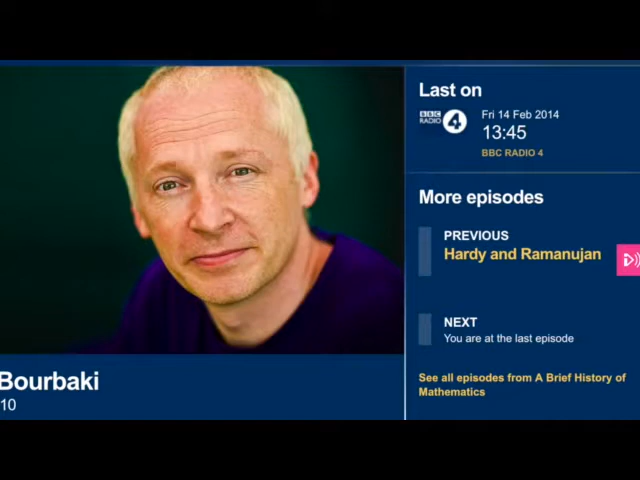 Last on
BBC
RADIO
4
Fri 14 Feb 2014
13:45
BBC RADIO 4
More episodes
PREVIOUS
Hardy and Ramanujan
NEXT
You are at the last episode
See all episodes from A Brief History of
Mathematics
Bourbaki
10